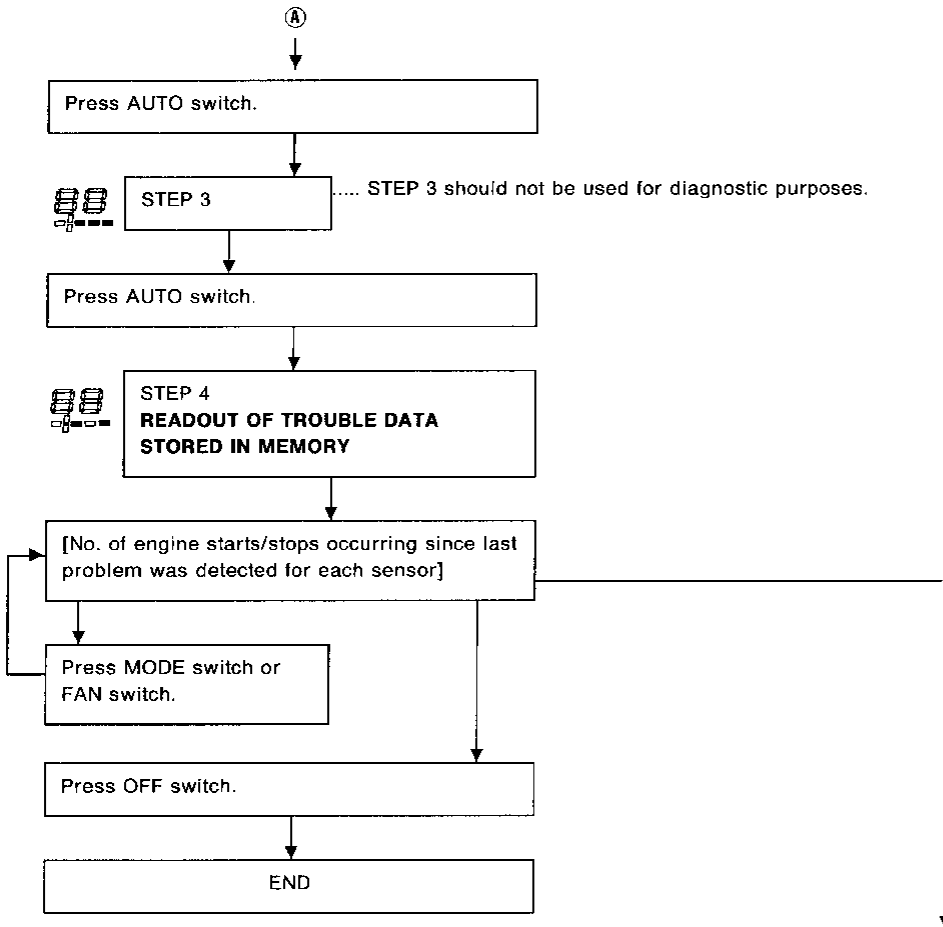 A
Press AUTO switch.
STEP 3
..... STEP 3 should not be used for diagnostic purposes.
Press AUTO switch.
STEP 4
READOUT OF TROUBLE DATA
STORED IN MEMORY
[No. of engine starts/stops occurring since last
problem was detected for each sensor]
Press MODE switch or
FAN switch.
Press OFF switch.
END